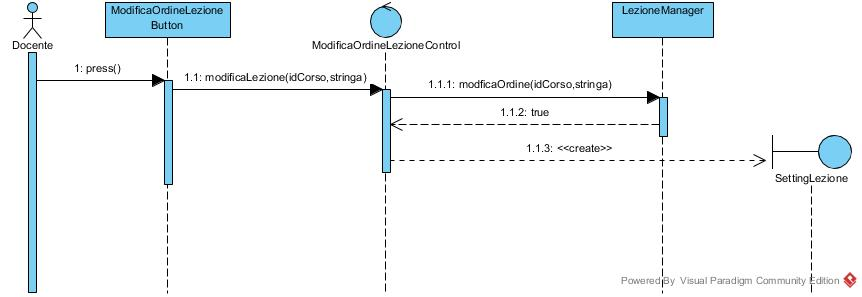 ModificaOrdineLezione
Button
LezioneManager
Docente
ModificaOrdineLezioneControl
1: press()
1.1: modificaLezione(idCorso,stringa)
1.1.1: modficaOrdine(idCorso,stringa)
1.1.2: true
1.1.3: <<create>>
SettingLezione
Powered By Visual Paradigm Community Edition